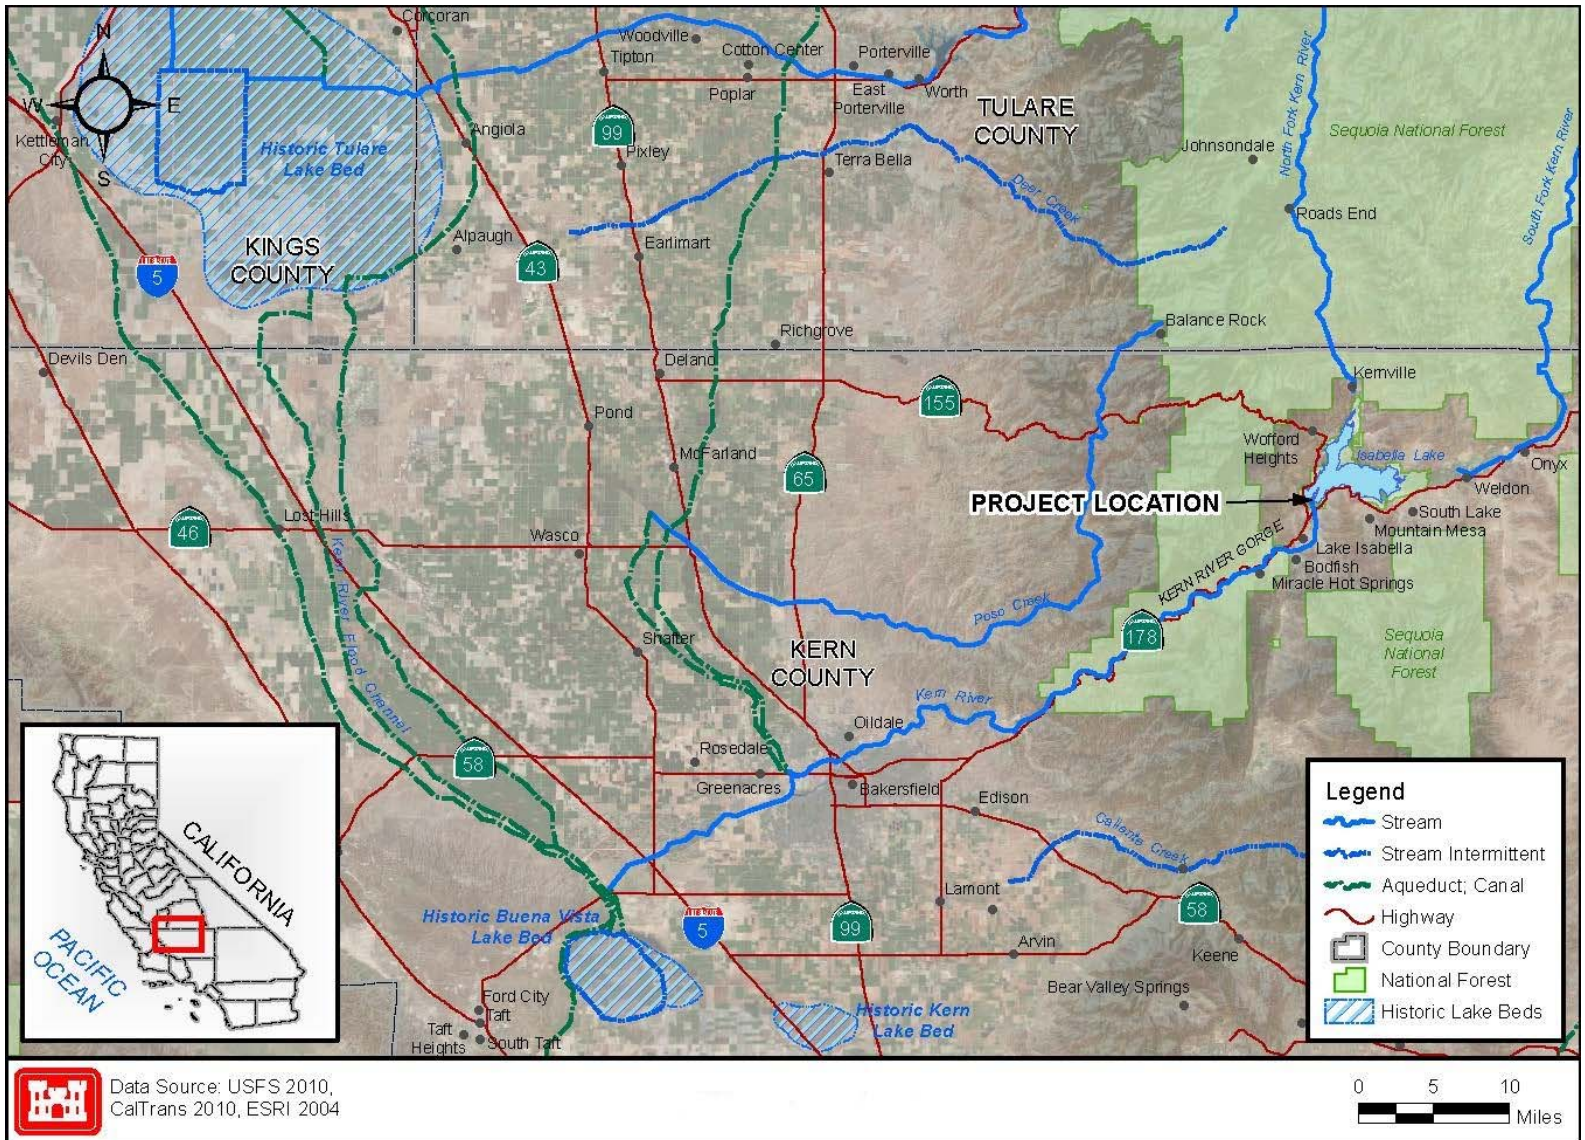 Corcoran
Woodville
Tipton
Cotton Center
Poplar
Porterville
East
Porterville
Worth
TULARE
COUNTY
North Fork Kern River
Sequoia National Forest
South Fork Kern River
N
W
E
S
Kettleman
City
Historic Tulare
Lake Bed
Angiola
99
Pixley
Terra Bella
Deer Creek
Johnsondale
Roads End
KINGS
COUNTY
Alpaugh
5
43
Earlimart
Richgrove
Balance Rock
Devils Den
Deland
155
Kernville
Pond
McFarland
65
Wofford
Heights
Isabella Lake
Onyx
Weldon
PROJECT LOCATION
South Lake
Mountain Mesa
46
Lost Hills
Wasco
Lake Isabella
Bodfish
Miracle Hot Springs
KERN RIVER GORGE
Kern River Flood Channel
Poso Creek
178
Shafter
KERN
COUNTY
Sequoia
National
Forest
Kern River
Oildale
58
Rosedale
Greenacres
Bakersfield
Edison
Caliente Creek
Lamont
58
Historic Buena Vista
Lake Bed
5
99
Arvin
Keene
Bear Valley Springs
Ford City
Taft
Taft
Heights
South Taft
Historic Kern
Lake Bed
CALIFORNIA
PACIFIC
OCEAN
Legend
Stream
Stream Intermittent
Aqueduct; Canal
Highway
County Boundary
National Forest
Historic Lake Beds
Data Source: USFS 2010,
CalTrans 2010, ESRI 2004
0 5 10
Miles